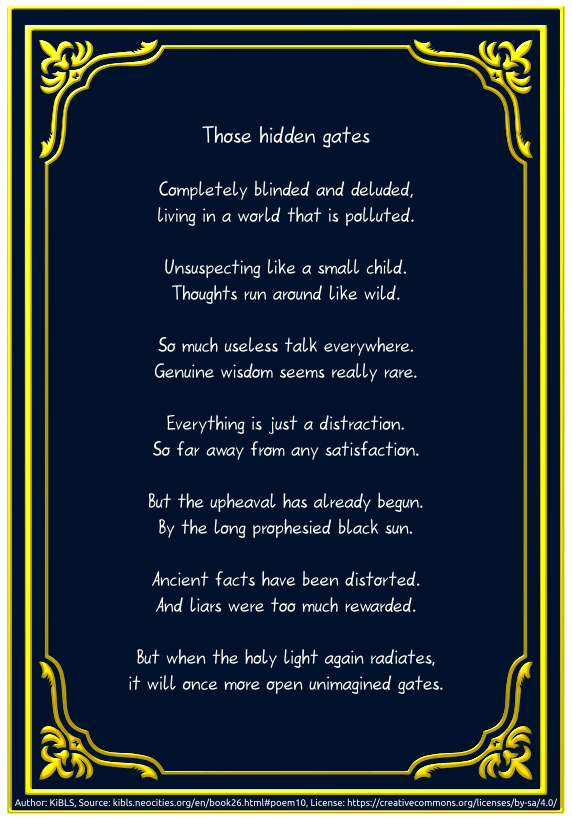 Those hidden gates
Completely blinded and deluded,
living in a world that is polluted.
Unsuspecting like a small child.
Thoughts run around like wild.
So much useless talk everywhere.
Genuine wisdom seems really rare.
Everything is just a distraction.
So far away from any satisfaction.
But the upheaval has already begun.
By the long prophesied black sun.
Ancient facts have been distorted.
And liars were too much rewarded.
But when the holy light again radiates,
it will once more open unimagined gates.
Author: KiBLS, Source: kibls.neocities.org/en/book26.html#poem10, License: https://creativecommons.org/licenses/by-sa/4.0/